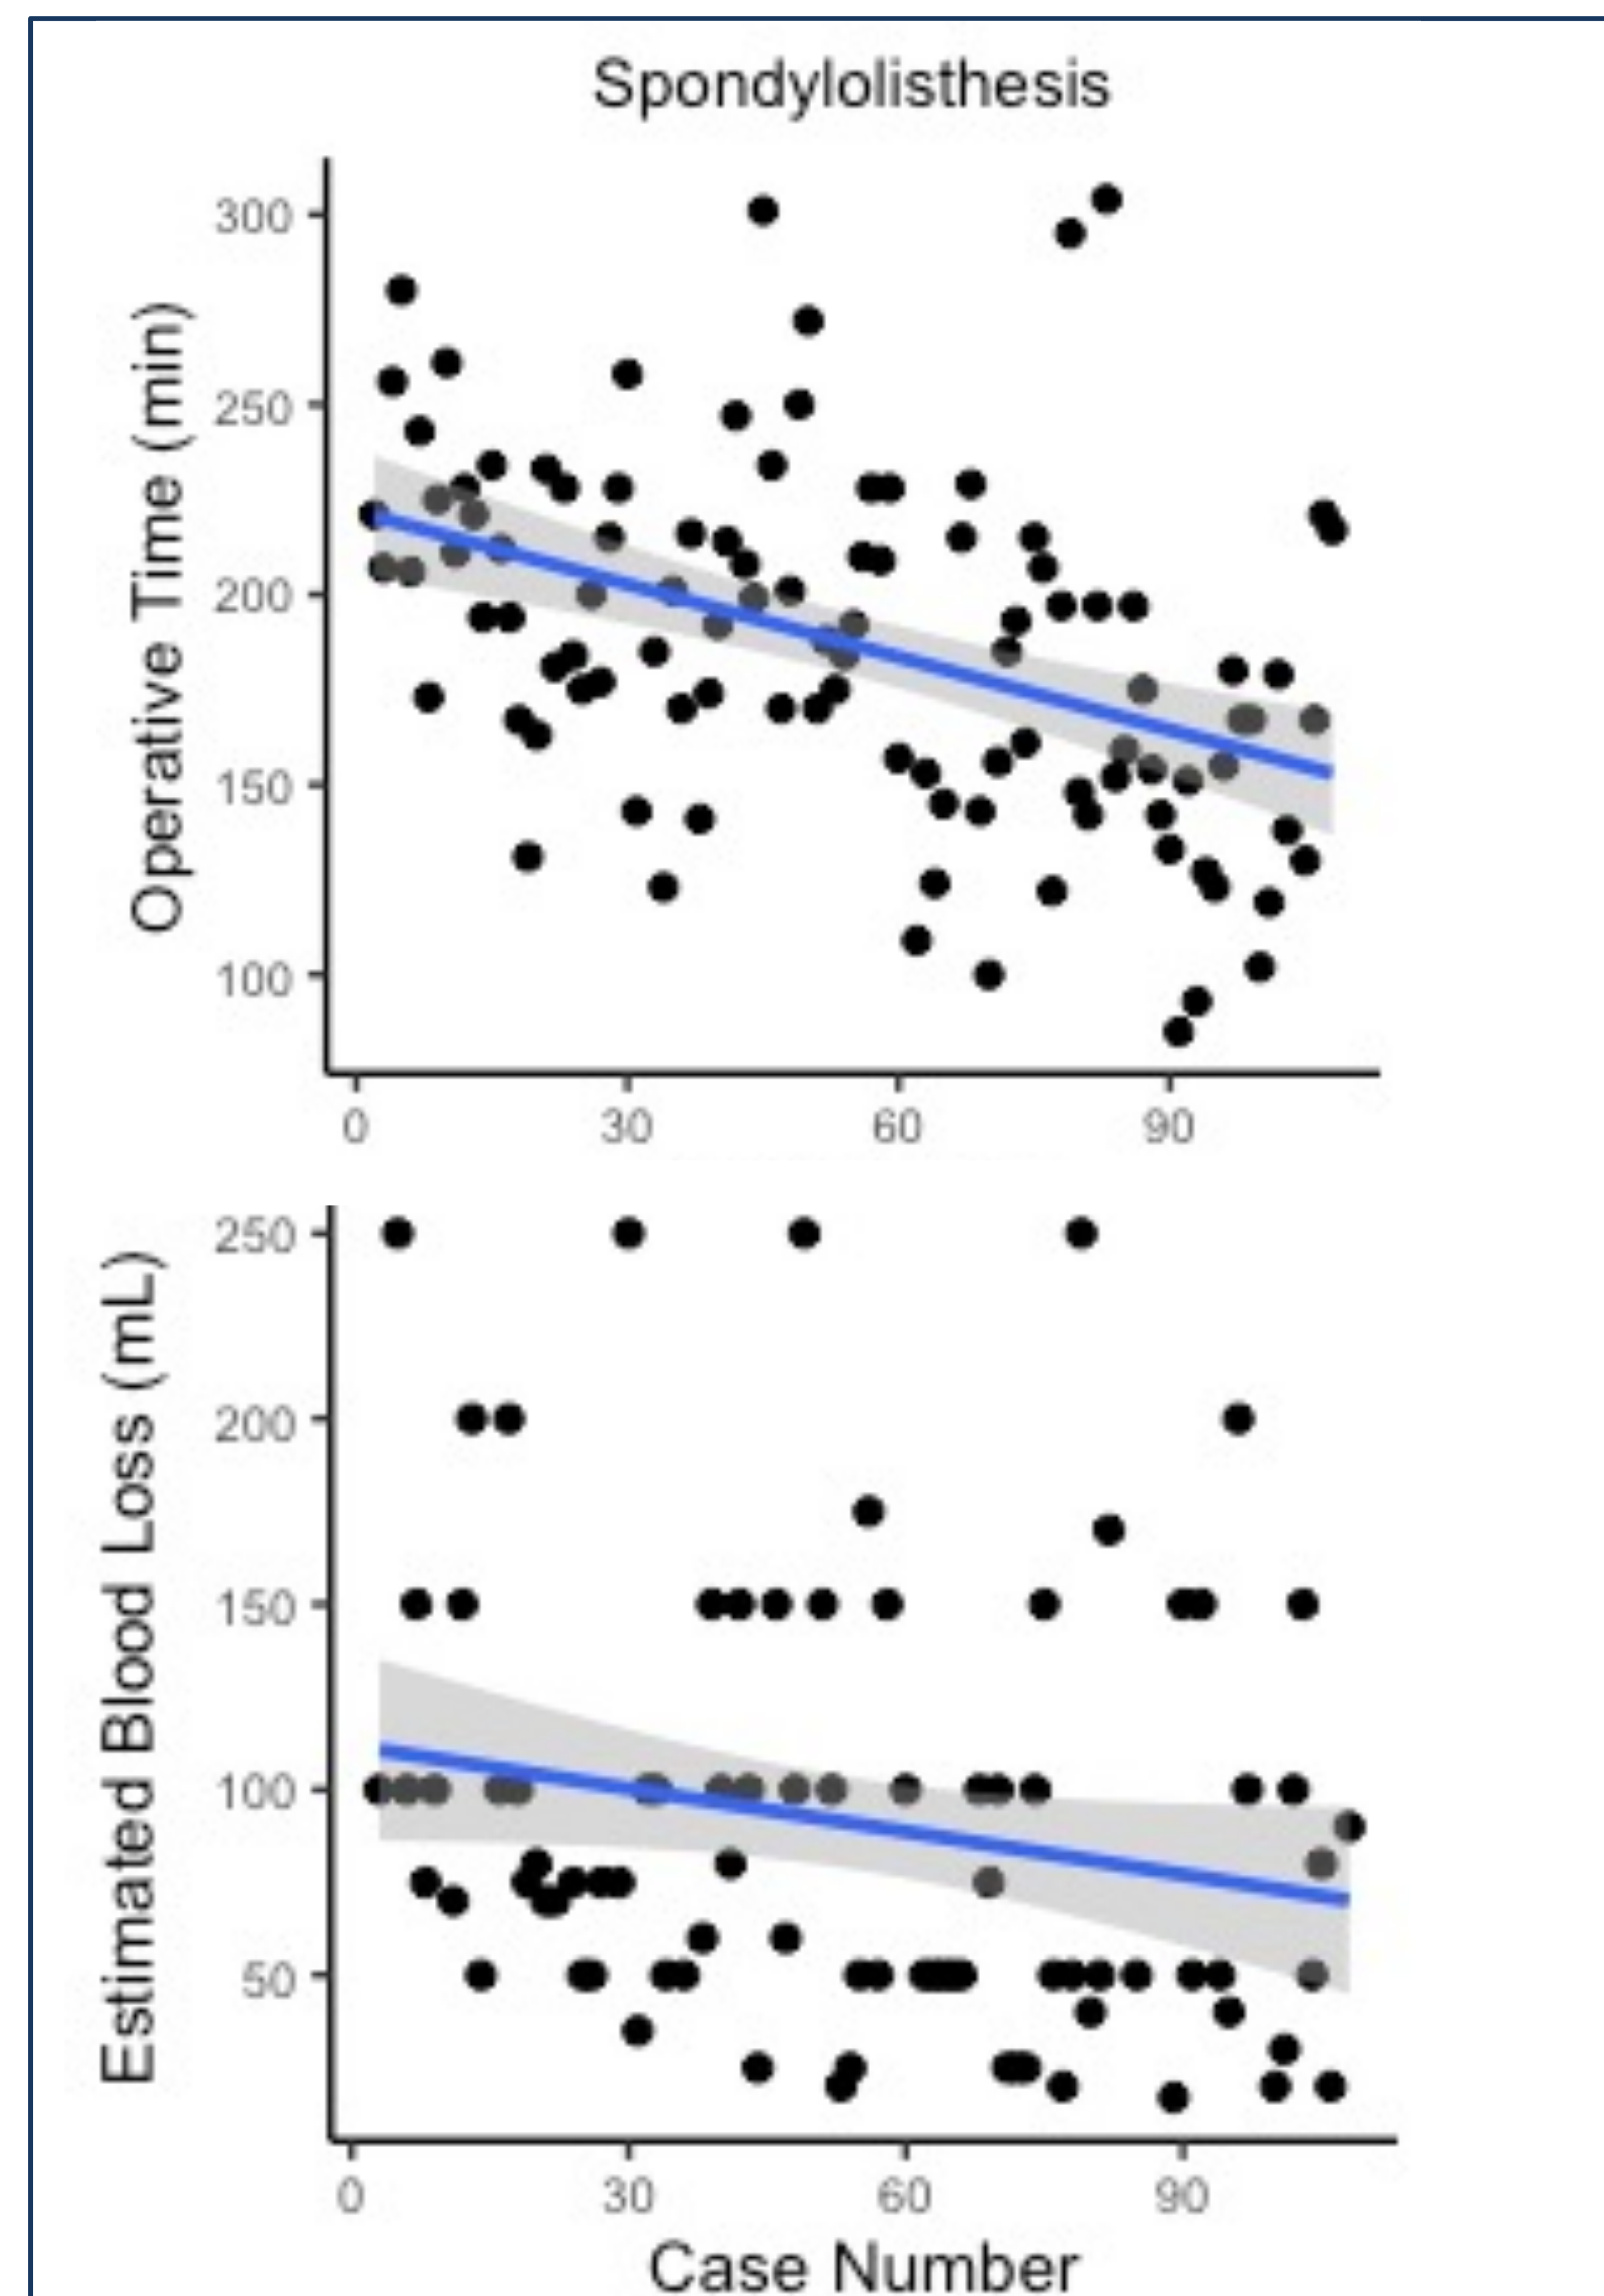 Spondylolisthesis
Operative Time (min)
300
250
200
150
100
0 30 60 90
Estimated Blood Loss (mL)
250
200
150
100
50
0 30 60 90
Case Number